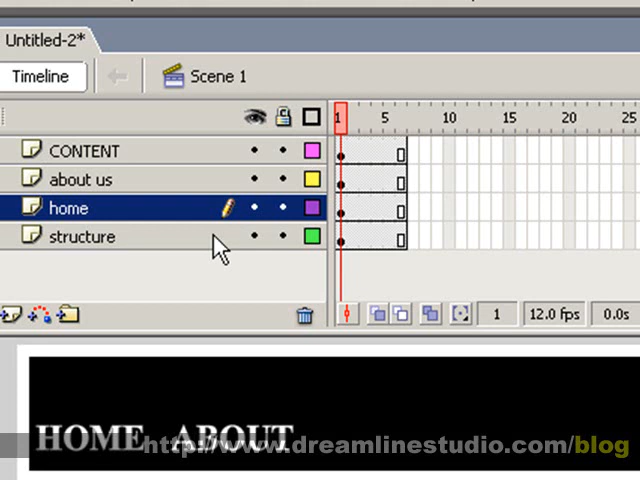 Untitled-2*
Timeline
Scene 1
1 5 10 15 20 25
CONTENT
about us
home
structure
1 12.0 fps 0.0s
HOME ABOUT
http://www.dreamlinestudio.com/blog